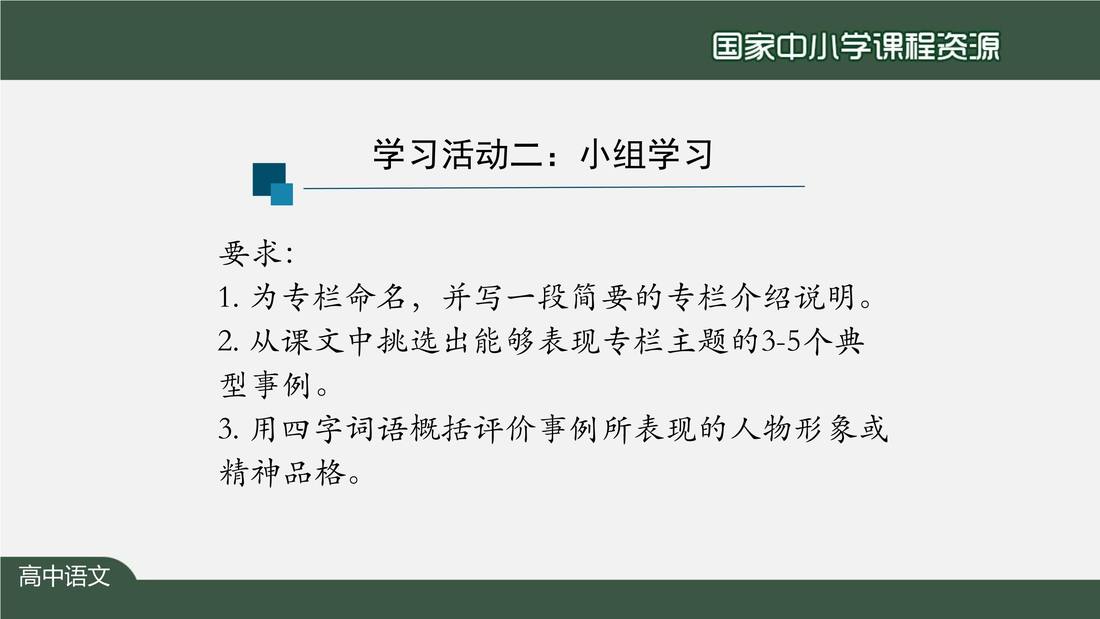 国家中小学课程资源
学习活动二：小组学习
要求：
1. 为专栏命名，并写一段简要的专栏介绍说明。
2. 从课文中挑选出能够表现专栏主题的3-5个典
型事例。
3. 用四字词语概括评价事例所表现的人物形象或
精神品格。
高中语文